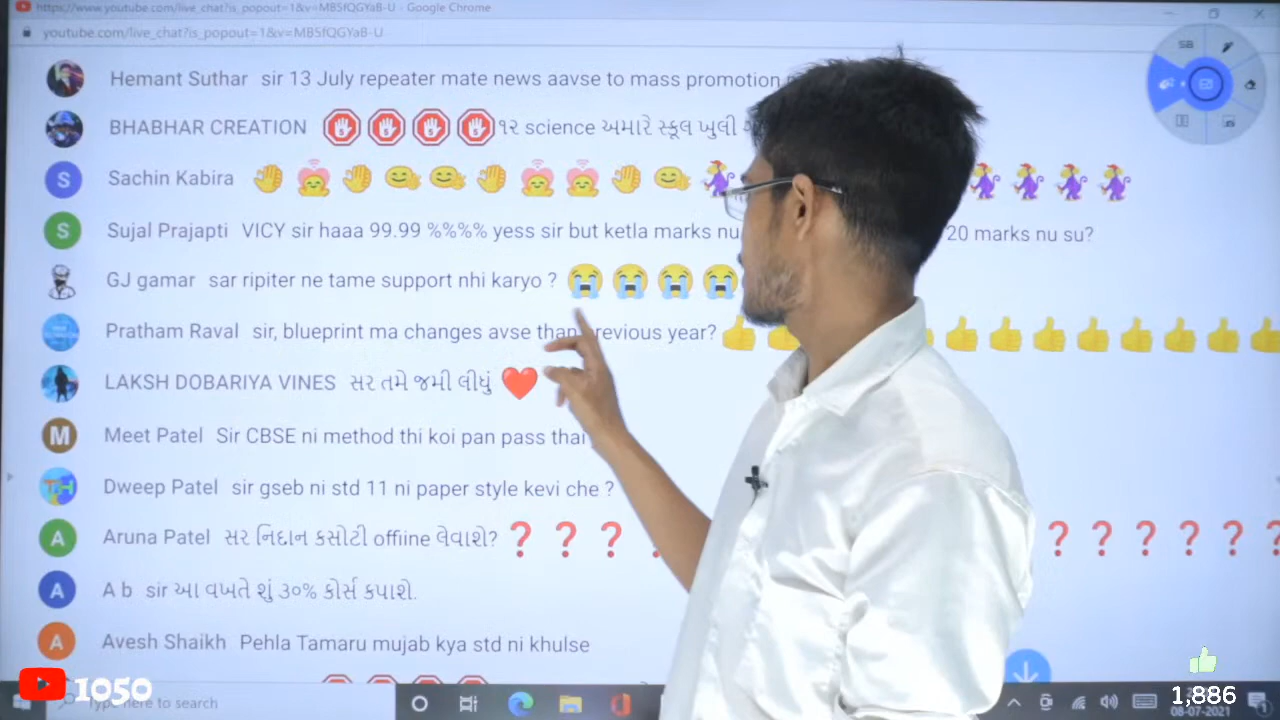 https://www.youtube.com/live_chat?is_popout=1&v=MB5fQGYaB-U - Google Chrome
youtube.com/live_chat?is_popout=1&v=MB5fQGYaB-U
SB
Hemant Suthar sir 13 July repeater mate news aavse to mass promotion
BHABHAR CREATION ૧૨ science અમારે સ્કૂલ ખુલી
Sachin Kabira
S
Sujal Prajapti VICY sir haaa 99.99 %%%% yess sir but ketla marks nu 20 marks nu su?
S
GJ gamar sar ripiter ne tame support nhi karyo ?
Pratham Raval sir, blueprint ma changes avse than previous year?
LAKSH DOBARIYA VINES સર તમે જમી લીધું
M
Meet Patel Sir CBSE ni method thi koi pan pass thai
Dweep Patel sir gseb ni std 11 ni paper style kevi che ?
A
Aruna Patel સર નિદાન કસોટી offiine લેવાશે? ? ? ? ? ? ? ? ? ?
A
A b sir આ વખતે શું ૩૦% કોર્સ કપાશે.
A
Avesh Shaikh Pehla Tamaru mujab kya std ni khulse
1050
Type here to search
1,886
08-07-2021